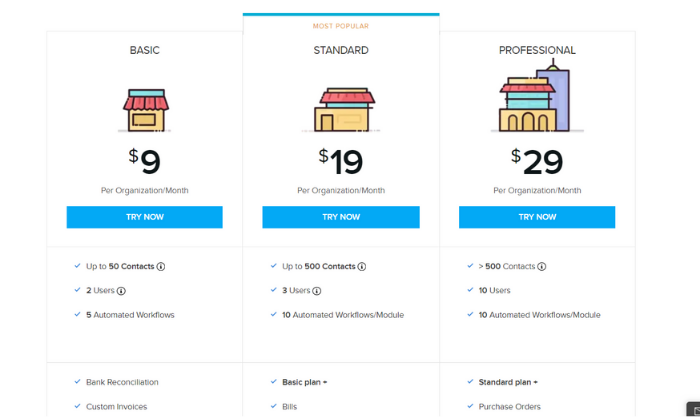 MOST POPULAR
BASIC
$9
Per Organization/Month
TRY NOW
Up to 50 Contacts
2 Users
5 Automated Workflows
Bank Reconciliation
Custom Invoices
STANDARD
$19
Per Organization/Month
TRY NOW
Up to 500 Contacts
3 Users
10 Automated Workflows/Module
Basic plan +
Bills
PROFESSIONAL
$29
Per Organization/Month
TRY NOW
> 500 Contacts
10 Users
10 Automated Workflows/Module
Standard plan +
Purchase Orders